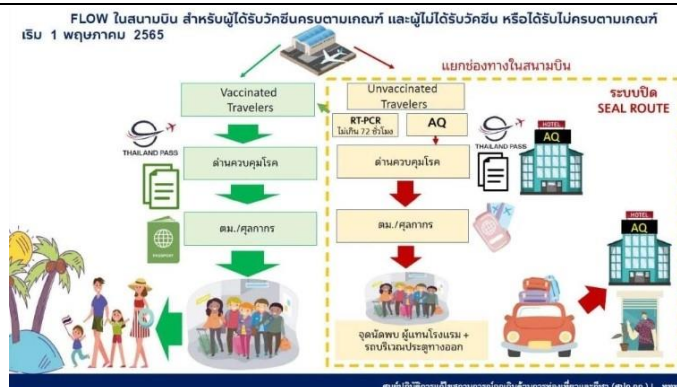 FLOW ในสนามบิน สำหรับผู้ได้รับวัคซีนครบตามเกณฑ์ และผู้ไม่ได้รับวัคซีน หรือได้รับไม่ครบตามเกณฑ์
เริ่ม 1 พฤษภาคม 2565
แยกช่องทางในสนามบิน
Vaccinated
Travelers
Unvaccinated
Travelers
ระบบปิด
SEAL ROUTE
RT-PCR
ไม่เกิน 72 ชั่วโมง
AQ
THAILAND PASS
ด่านควบคุมโรค
ด่านควบคุมโรค
THAILAND PASS
HOTEL
AQ
PASSPORT
ตม./ศุลกากร
ตม./ศุลกากร
HOTEL
AQ
จุดนัดพบ ผู้แทนโรงแรม +
รถบริเวณประตูทางออก